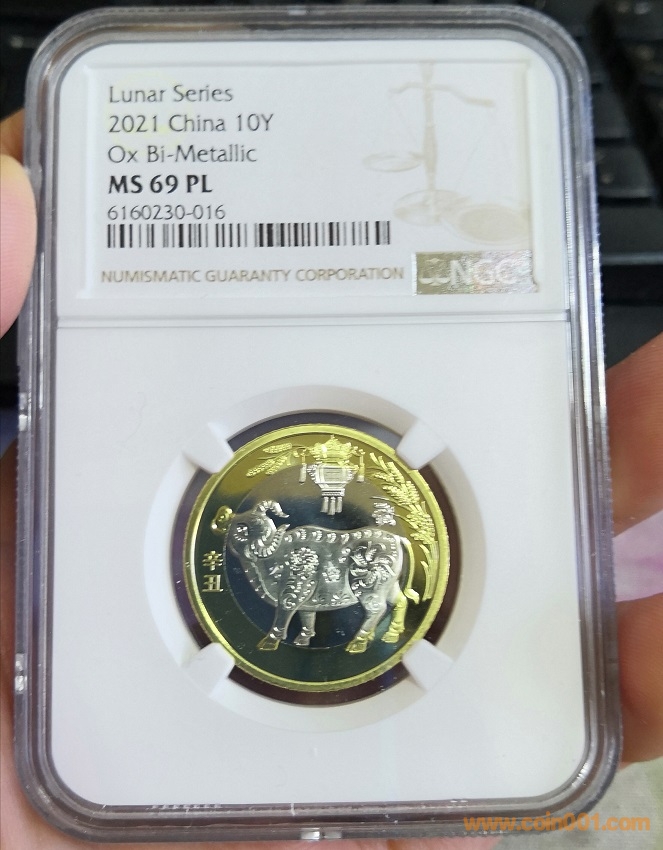 Lunar Series
2021 China 10Y
Ox Bi-Metallic
MS 69 PL
6160230-016
NUMISMATIC GUARANTY CORPORATION
NGC
辛丑
www.coin001.com